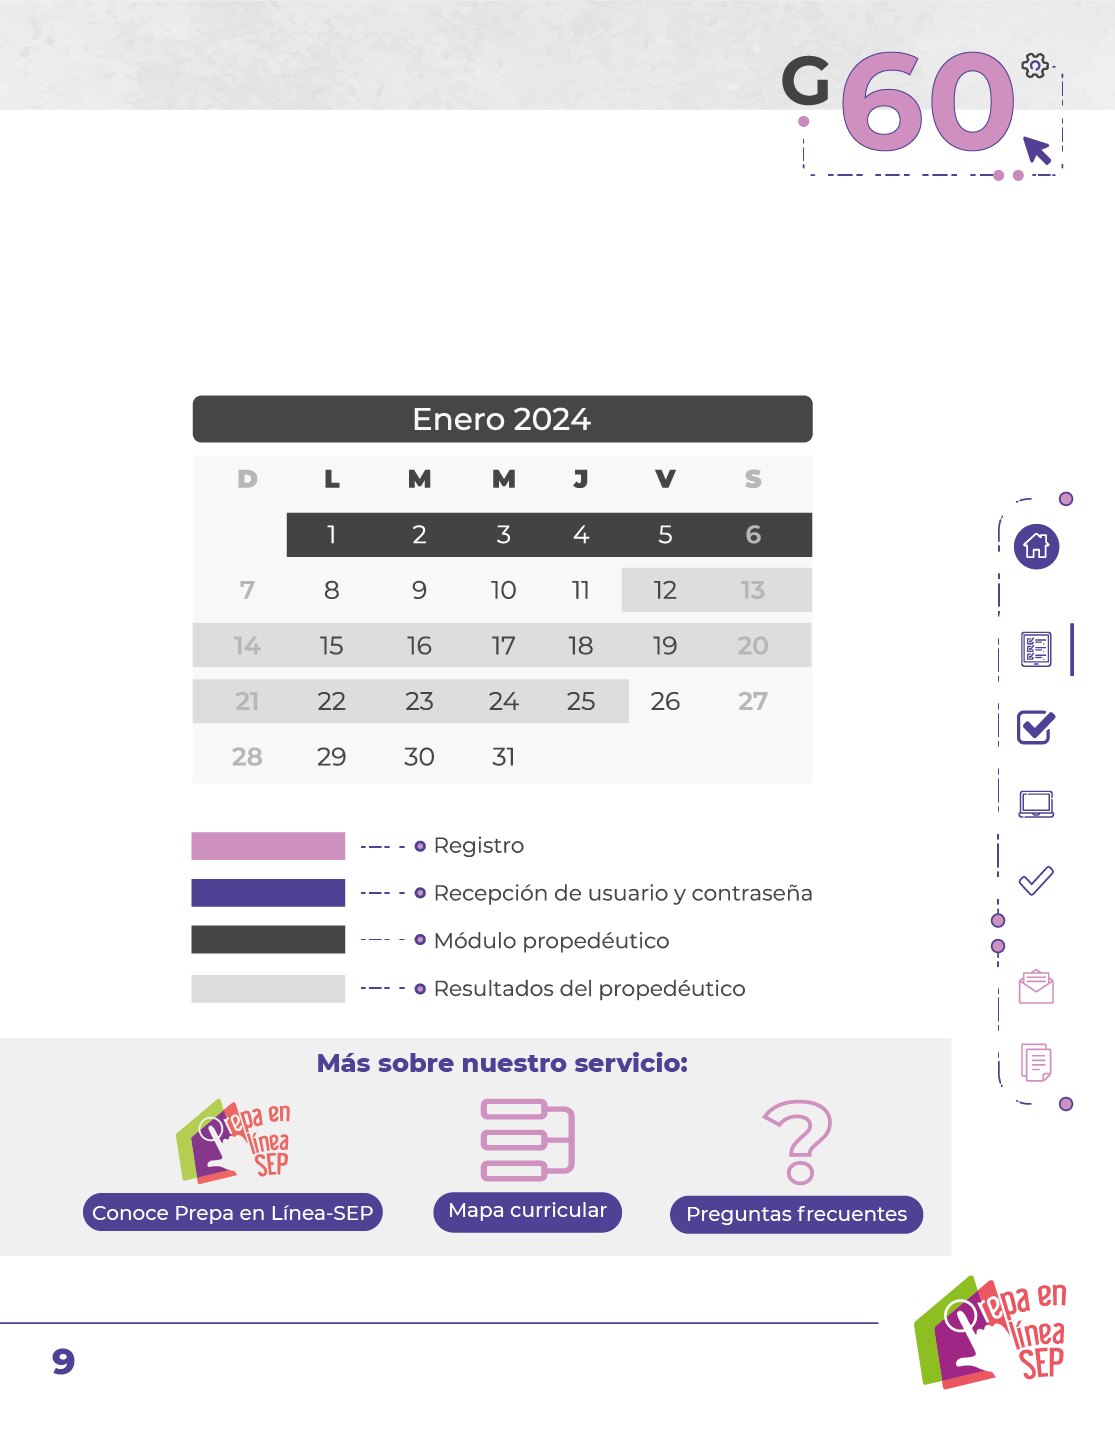 G 60
Enero 2024
D L M M J V S
1 2 3 4 5 6
7 8 9 10 11 12 13
14 15 16 17 18 19 20
21 22 23 24 25 26 27
28 29 30 31
Registro
Recepción de usuario y contraseña
Módulo propedéutico
Resultados del propedéutico
Más sobre nuestro servicio:
Prepa en
línea
SEP
Conoce Prepa en Línea-SEP
Mapa curricular
Preguntas frecuentes
Prepa en
línea
SEP
9